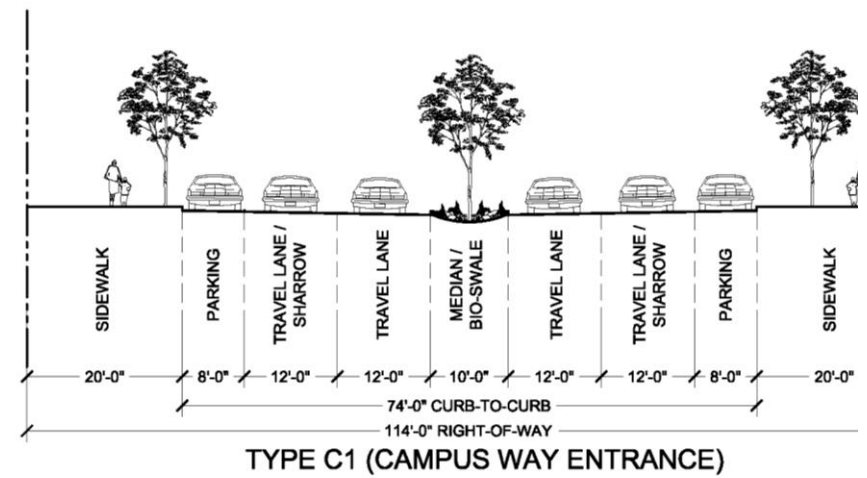 SIDEWALK
PARKING
TRAVEL LANE /
SHARROW
TRAVEL LANE
MEDIAN /
BIO-SWALE
TRAVEL LANE
TRAVEL LANE /
SHARROW
PARKING
SIDEWALK
20'-0" 8'-0" 12'-0" 12'-0" 10'-0" 12'-0" 12'-0" 8'-0" 20'-0"
74'-0" CURB-TO-CURB
114'-0" RIGHT-OF-WAY
TYPE C1 (CAMPUS WAY ENTRANCE)